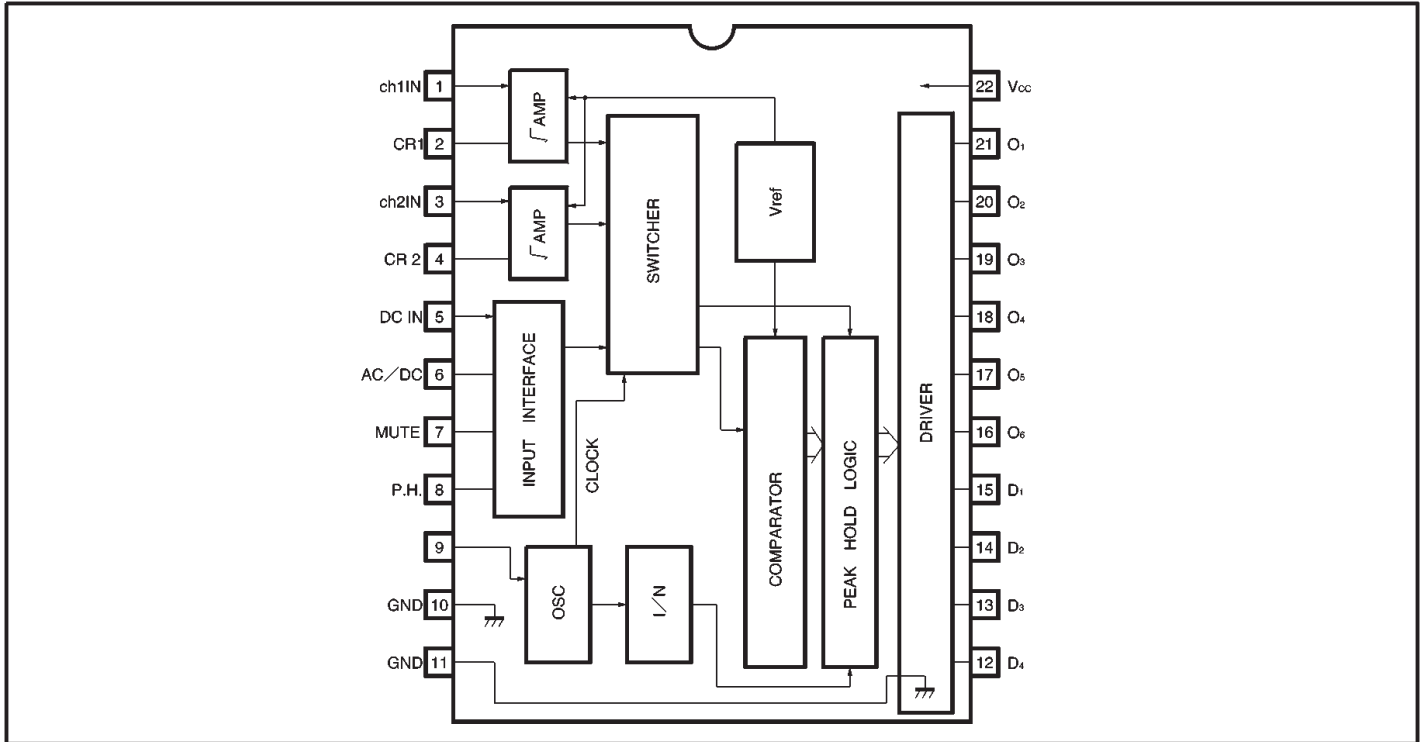 ch1IN 1
CR1 2
ch2IN 3
CR 2 4
DC IN 5
AC／DC 6
MUTE 7
P.H. 8
9
GND 10
GND 11
√ AMP
√ AMP
INPUT INTERFACE
SWITCHER
CLOCK
OSC
I/N
Vref
COMPARATOR
PEAK HOLD LOGIC
DRIVER
22 VCC
21 O1
20 O2
19 O3
18 O4
17 O5
16 O6
15 D1
14 D2
13 D3
12 D4